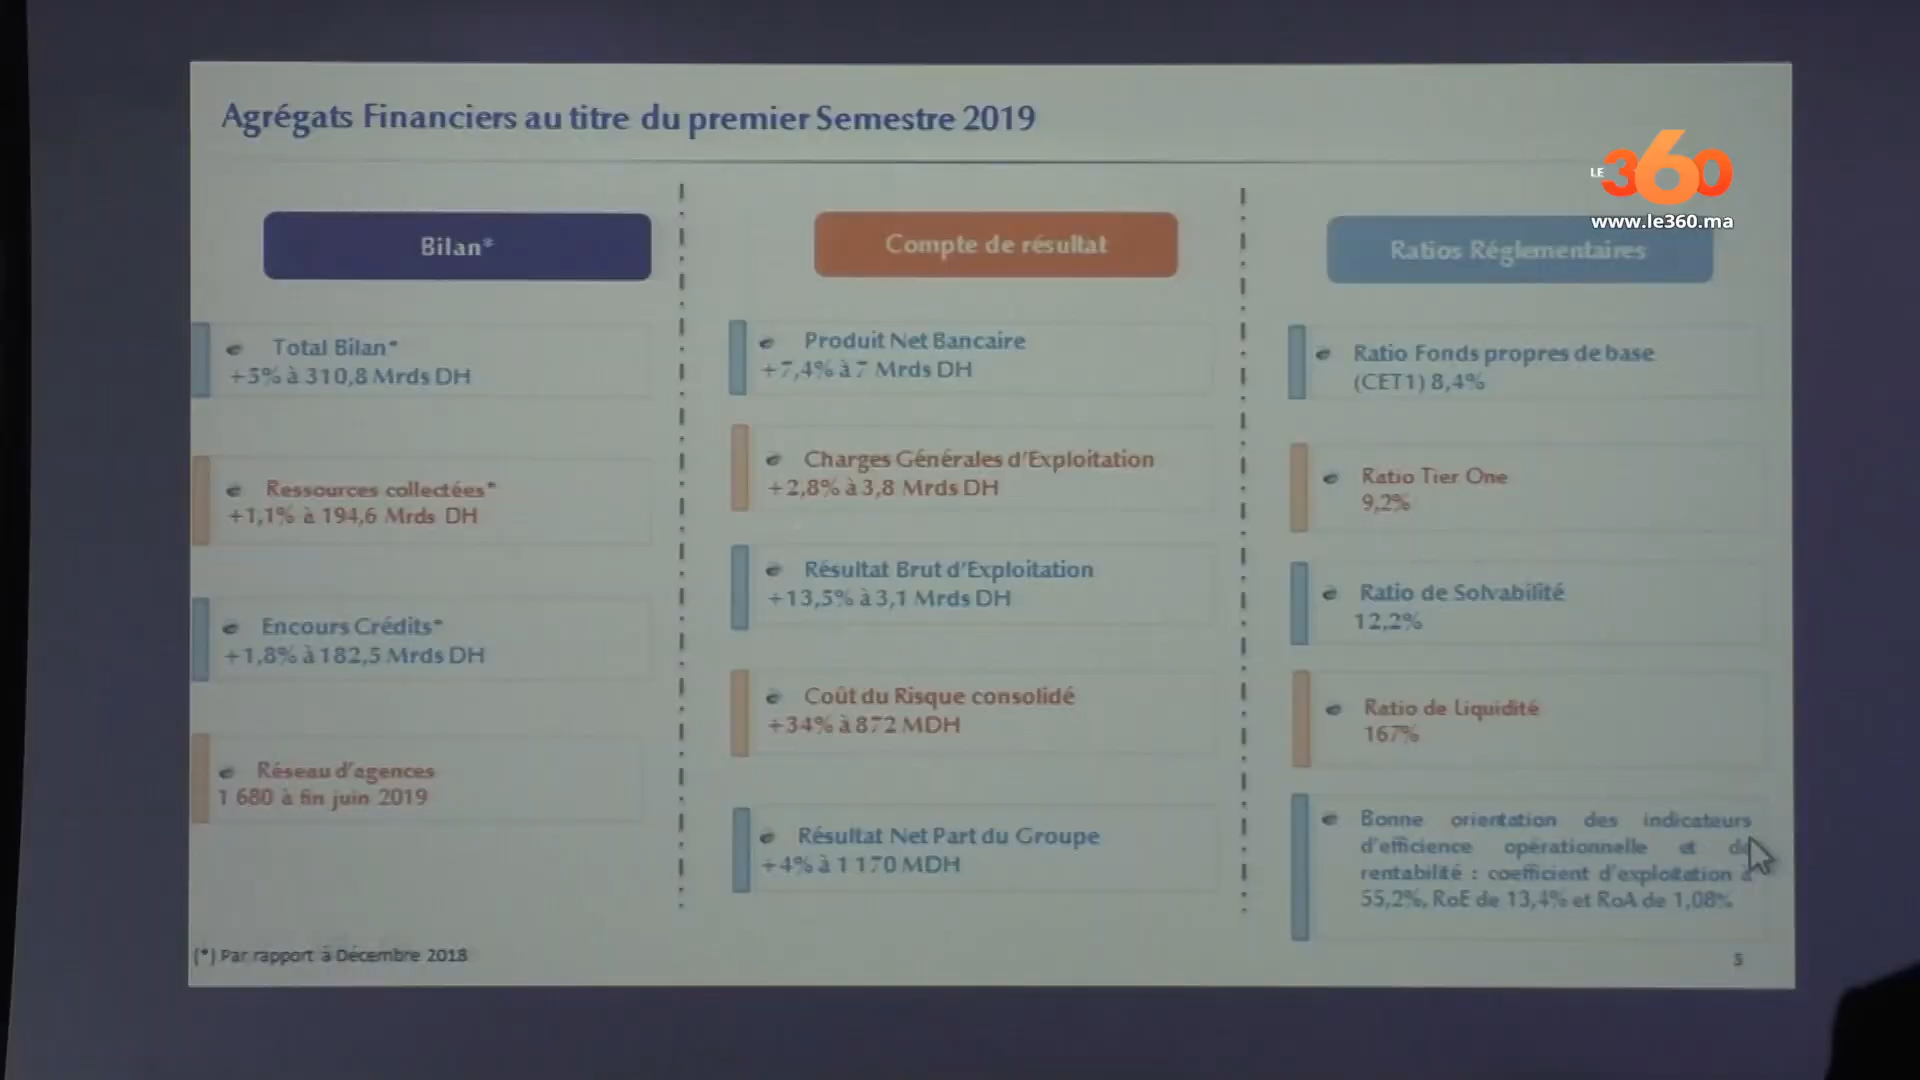 Agrégats Financiers au titre du premier Semestre 2019
LE 360
www.le360.ma
Bilan*
Total Bilan*
+5% à 310,8 Mrds DH
Ressources collectées*
+1,1% à 194,6 Mrds DH
Encours Crédits*
+1,8% à 182,5 Mrds DH
Réseau d'agences
1 680 à fin juin 2019
Compte de résultat
Produit Net Bancaire
+7,4% à 7 Mrds DH
Charges Générales d'Exploitation
+2,8% à 3,8 Mrds DH
Résultat Brut d'Exploitation
+13,5% à 3,1 Mrds DH
Coût du Risque consolidé
+34% à 872 MDH
Résultat Net Part du Groupe
+4% à 1 170 MDH
Ratios Réglementaires
Ratio Fonds propres de base
(CET1) 8,4%
Ratio Tier One
9,2%
Ratio de Solvabilité
12,2%
Ratio de Liquidité
167%
Bonne orientation des indicateurs
d'efficience opérationnelle et de
rentabilité : coefficient d'exploitation à
55,2%, RoE de 13,4% et RoA de 1,08%
(*) Par rapport à Décembre 2018
5